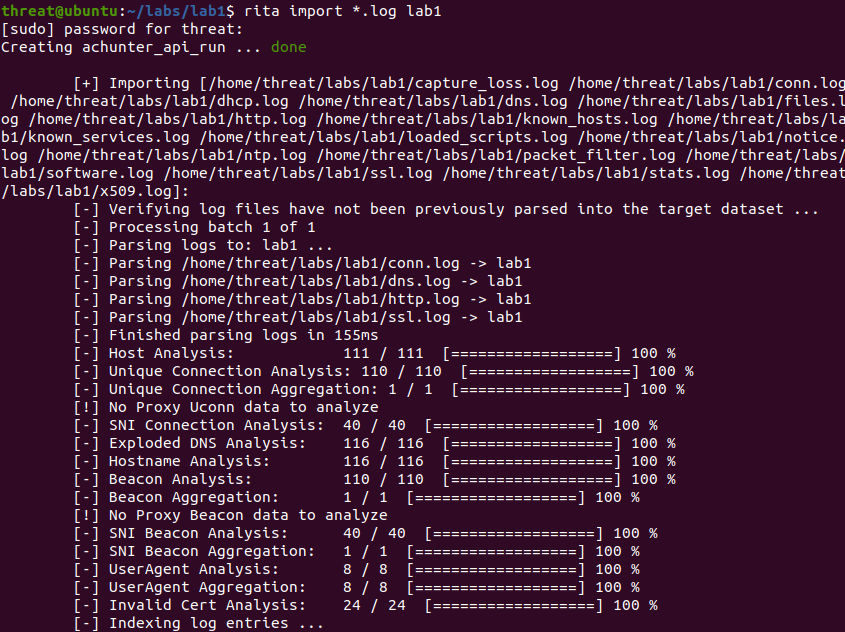 threat@ubuntu:~/labs/lab1$ rita import *.log lab1
[sudo] password for threat:
Creating achunter_api_run ... done
[+] Importing [/home/threat/labs/lab1/capture_loss.log /home/threat/labs/lab1/conn.log
/home/threat/labs/lab1/dhcp.log /home/threat/labs/lab1/dns.log /home/threat/labs/lab1/files.l
og /home/threat/labs/lab1/http.log /home/threat/labs/lab1/known_hosts.log /home/threat/labs/la
b1/known_services.log /home/threat/labs/lab1/loaded_scripts.log /home/threat/labs/lab1/notice.
log /home/threat/labs/lab1/ntp.log /home/threat/labs/lab1/packet_filter.log /home/threat/labs/
lab1/software.log /home/threat/labs/lab1/ssl.log /home/threat/labs/lab1/stats.log /home/threat
/labs/lab1/x509.log]:
[-] Verifying log files have not been previously parsed into the target dataset ...
[-] Processing batch 1 of 1
[-] Parsing logs to: lab1 ...
[-] Parsing /home/threat/labs/lab1/conn.log -> lab1
[-] Parsing /home/threat/labs/lab1/dns.log -> lab1
[-] Parsing /home/threat/labs/lab1/http.log -> lab1
[-] Parsing /home/threat/labs/lab1/ssl.log -> lab1
[-] Finished parsing logs in 155ms
[-] Host Analysis: 111 / 111 [==================] 100 %
[-] Unique Connection Analysis: 110 / 110 [==================] 100 %
[-] Unique Connection Aggregation: 1 / 1 [==================] 100 %
[!] No Proxy Uconn data to analyze
[-] SNI Connection Analysis: 40 / 40 [==================] 100 %
[-] Exploded DNS Analysis: 116 / 116 [==================] 100 %
[-] Hostname Analysis: 116 / 116 [==================] 100 %
[-] Beacon Analysis: 110 / 110 [==================] 100 %
[-] Beacon Aggregation: 1 / 1 [==================] 100 %
[!] No Proxy Beacon data to analyze
[-] SNI Beacon Analysis: 40 / 40 [==================] 100 %
[-] SNI Beacon Aggregation: 1 / 1 [==================] 100 %
[-] UserAgent Analysis: 8 / 8 [==================] 100 %
[-] UserAgent Aggregation: 8 / 8 [==================] 100 %
[-] Invalid Cert Analysis: 24 / 24 [==================] 100 %
[-] Indexing log entries ...